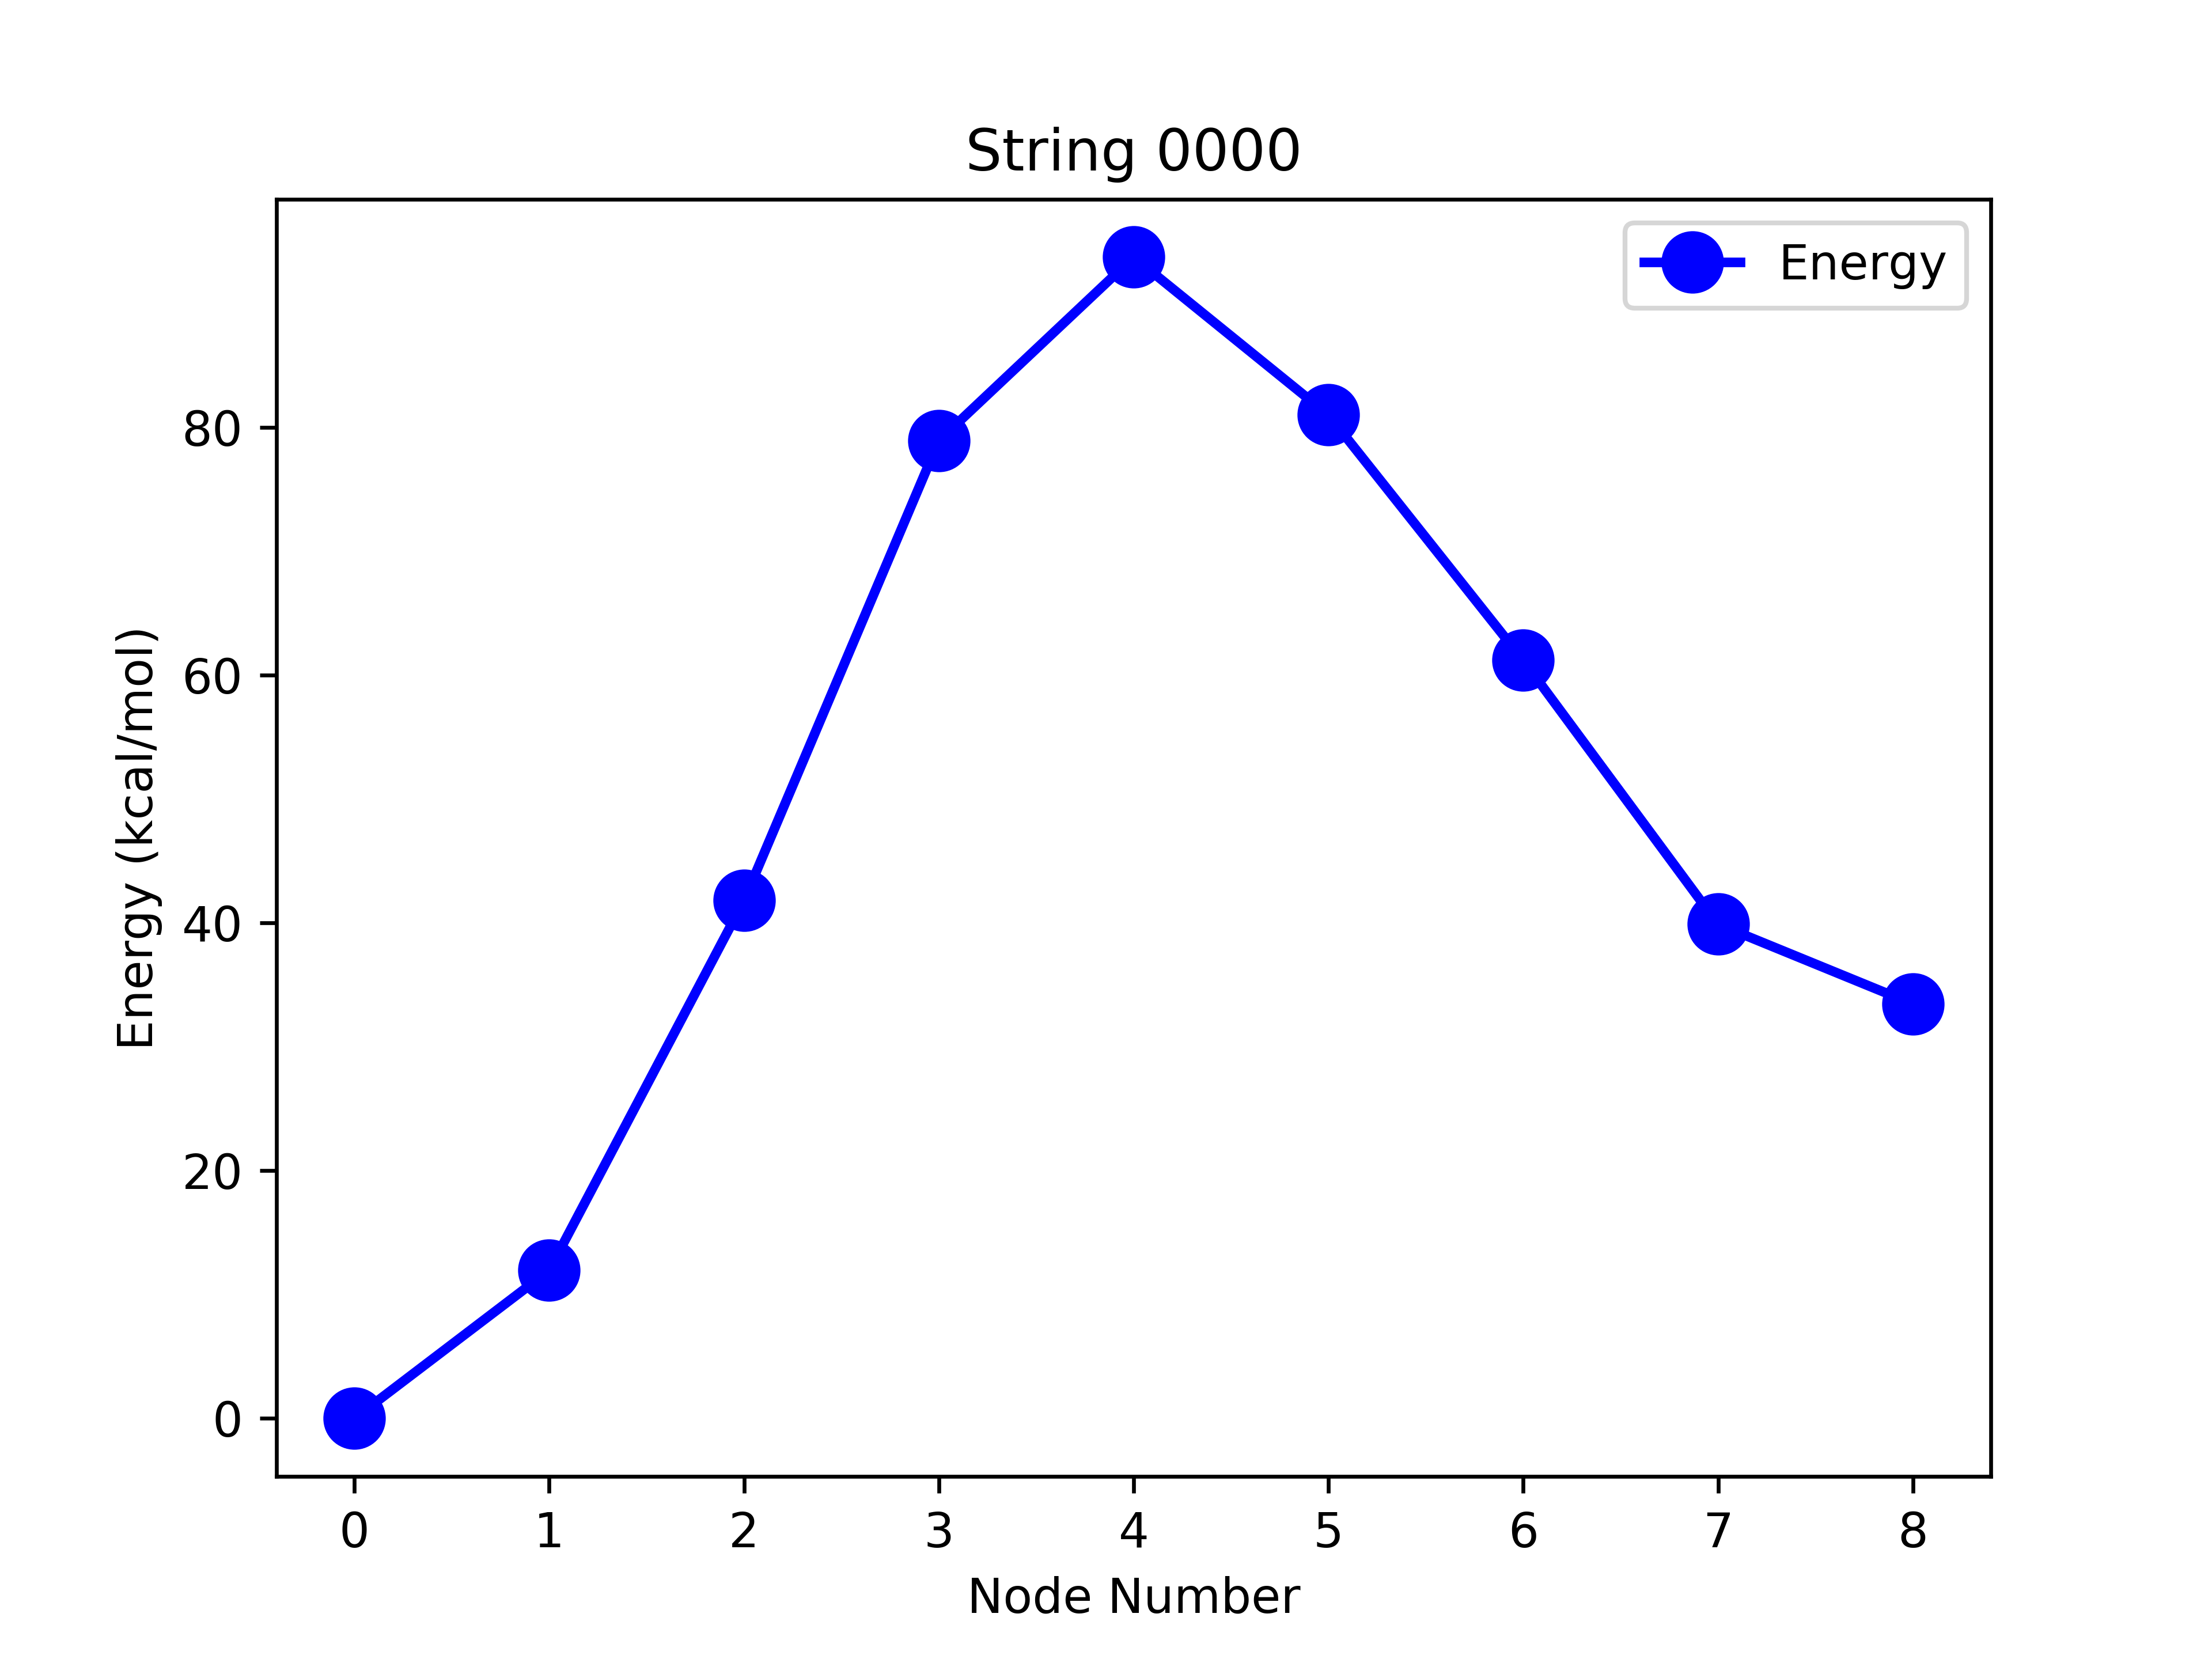 String 0000
Energy
Energy (kcal/mol)
80
60
40
20
0
0 1 2 3 4 5 6 7 8
Node Number